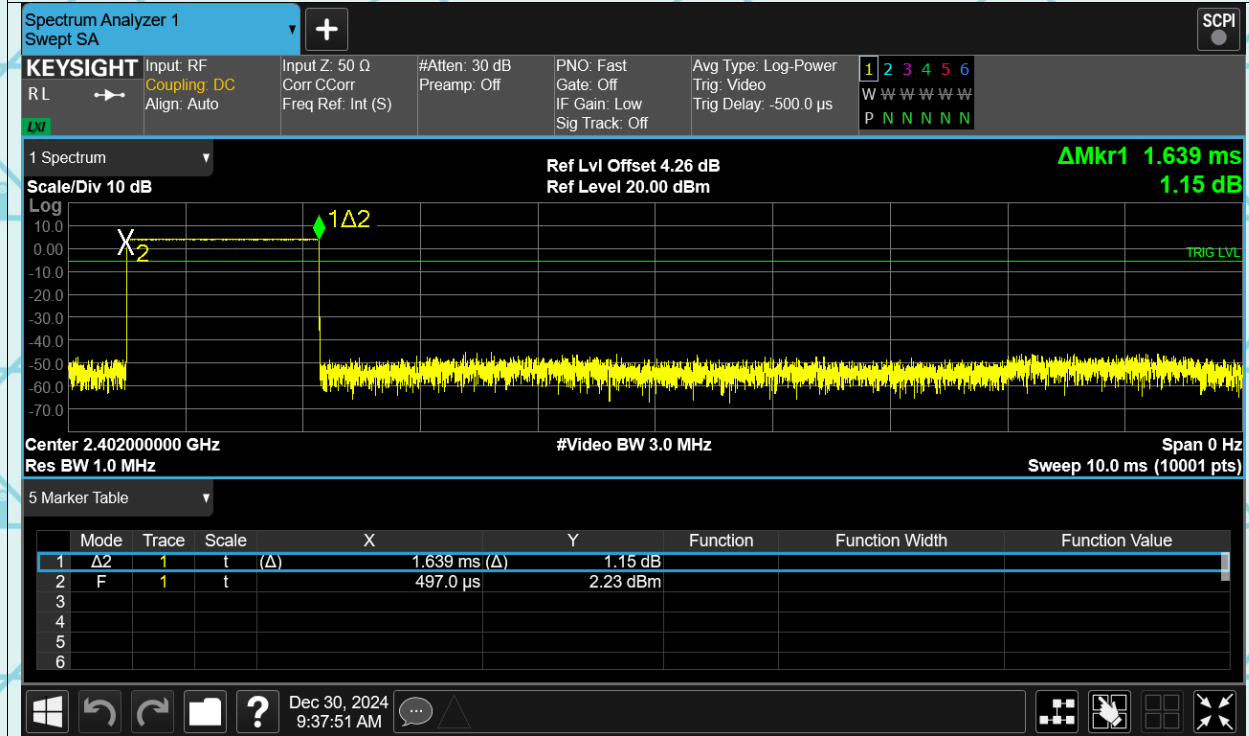 Spectrum Analyzer 1
Swept SA
SCPI
KEYSIGHT
R L
LXI
Input: RF
Coupling: DC
Align: Auto
Input Z: 50 Ω
Corr CCorr
Freq Ref: Int (S)
#Atten: 30 dB
Preamp: Off
PNO: Fast
Gate: Off
IF Gain: Low
Sig Track: Off
Avg Type: Log-Power
Trig: Video
Trig Delay: -500.0 µs
1 2 3 4 5 6
W W W W W W
P N N N N N
1 Spectrum
Scale/Div 10 dB
Ref Lvl Offset 4.26 dB
Ref Level 20.00 dBm
ΔMkr1 1.639 ms
1.15 dB
Log
10.0
0.00
-10.0
-20.0
-30.0
-40.0
-50.0
-60.0
-70.0
X
2
1Δ2
TRIG LVL
Center 2.402000000 GHz
#Video BW 3.0 MHz
Span 0 Hz
Res BW 1.0 MHz
Sweep 10.0 ms (10001 pts)
5 Marker Table
Mode Trace Scale X Y Function Function Width Function Value
1 Δ2 1 t (Δ) 1.639 ms (Δ) 1.15 dB
2 F 1 t 497.0 µs 2.23 dBm
3
4
5
6
?
Dec 30, 2024
9:37:51 AM